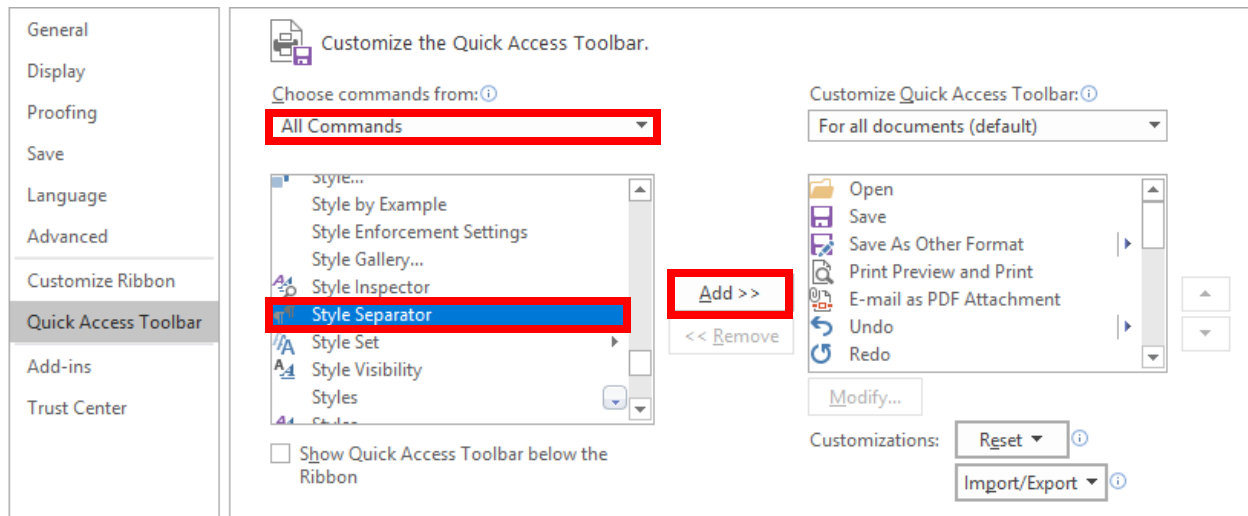 General
Display
Proofing
Save
Language
Advanced
Customize Ribbon
Quick Access Toolbar
Add-ins
Trust Center
Customize the Quick Access Toolbar.
Choose commands from:
All Commands
Style...
Style by Example
Style Enforcement Settings
Style Gallery...
Style Inspector
Style Separator
Style Set
Style Visibility
Styles
Styles
Show Quick Access Toolbar below the
Ribbon
Add >>
<< Remove
Customize Quick Access Toolbar:
For all documents (default)
Open
Save
Save As Other Format
Print Preview and Print
E-mail as PDF Attachment
Undo
Redo
Modify...
Customizations:
Reset
Import/Export